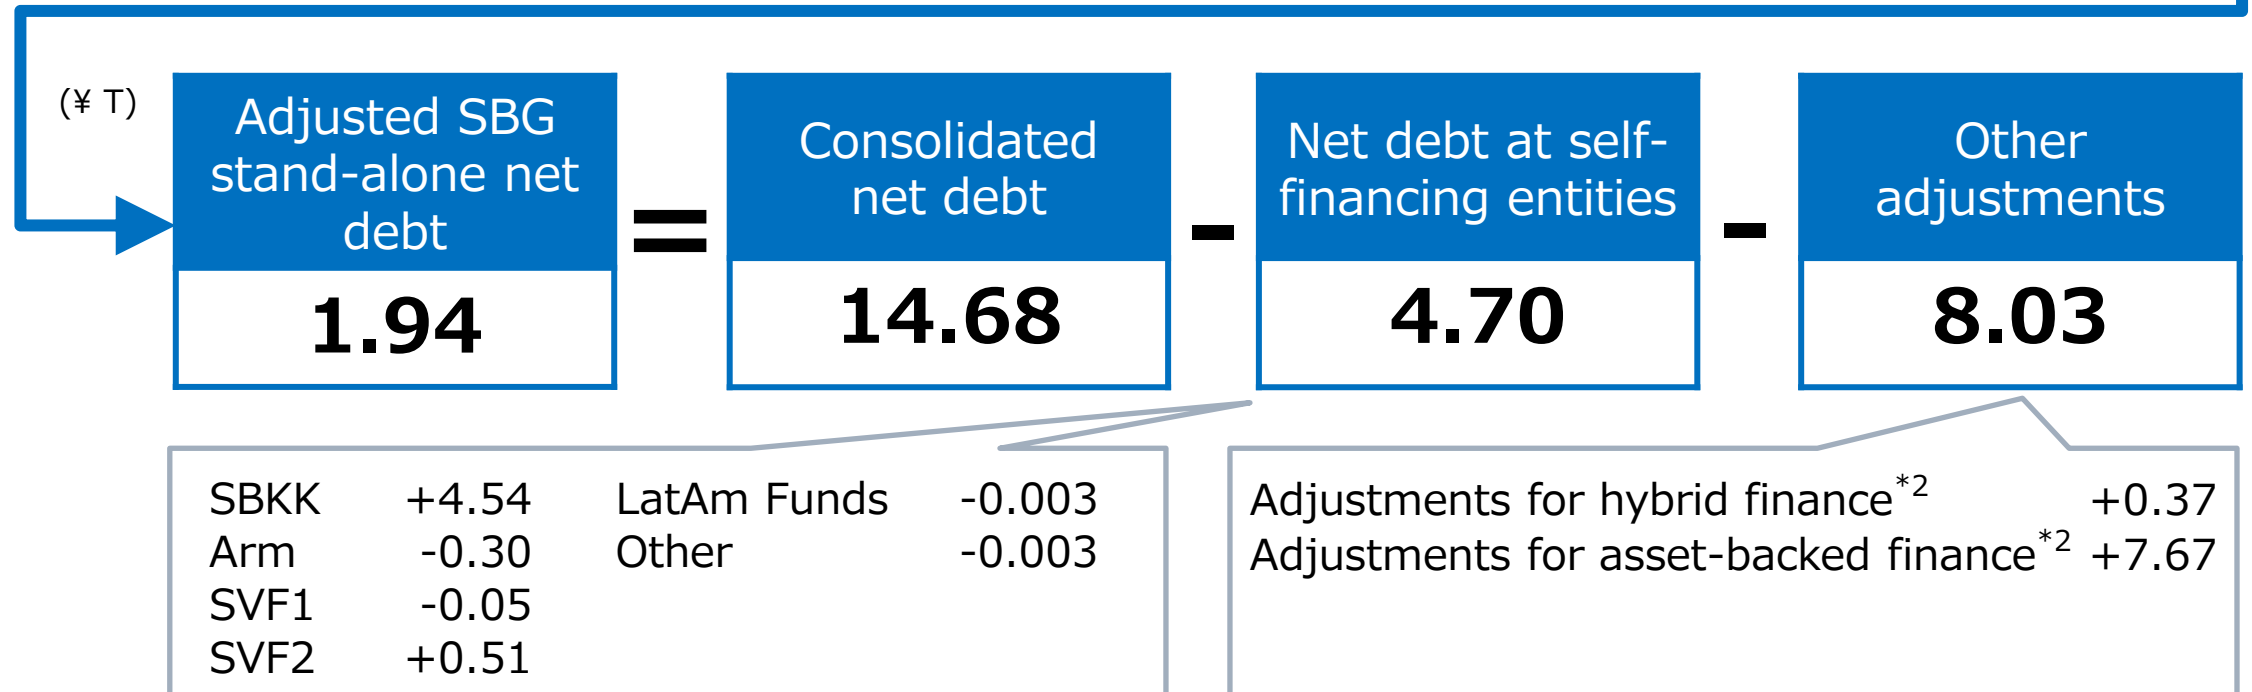 (¥ T)
Adjusted SBG
stand-alone net
debt
1.94
=
Consolidated
net debt
14.68
-
Net debt at self-
financing entities
4.70
-
Other
adjustments
8.03
SBKK +4.54 LatAm Funds -0.003
Arm -0.30 Other -0.003
SVF1 -0.05
SVF2 +0.51
Adjustments for hybrid finance*2 +0.37
Adjustments for asset-backed finance*2 +7.67